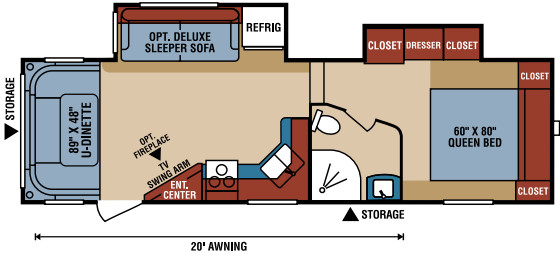 OPT. DELUXE
SLEEPER SOFA
REFRIG
CLOSET
DRESSER
CLOSET
CLOSET
STORAGE
89" X 48"
U-DINETTE
OPT.
FIREPLACE
TV
SWING ARM
ENT.
CENTER
60" X 80"
QUEEN BED
CLOSET
STORAGE
20' AWNING